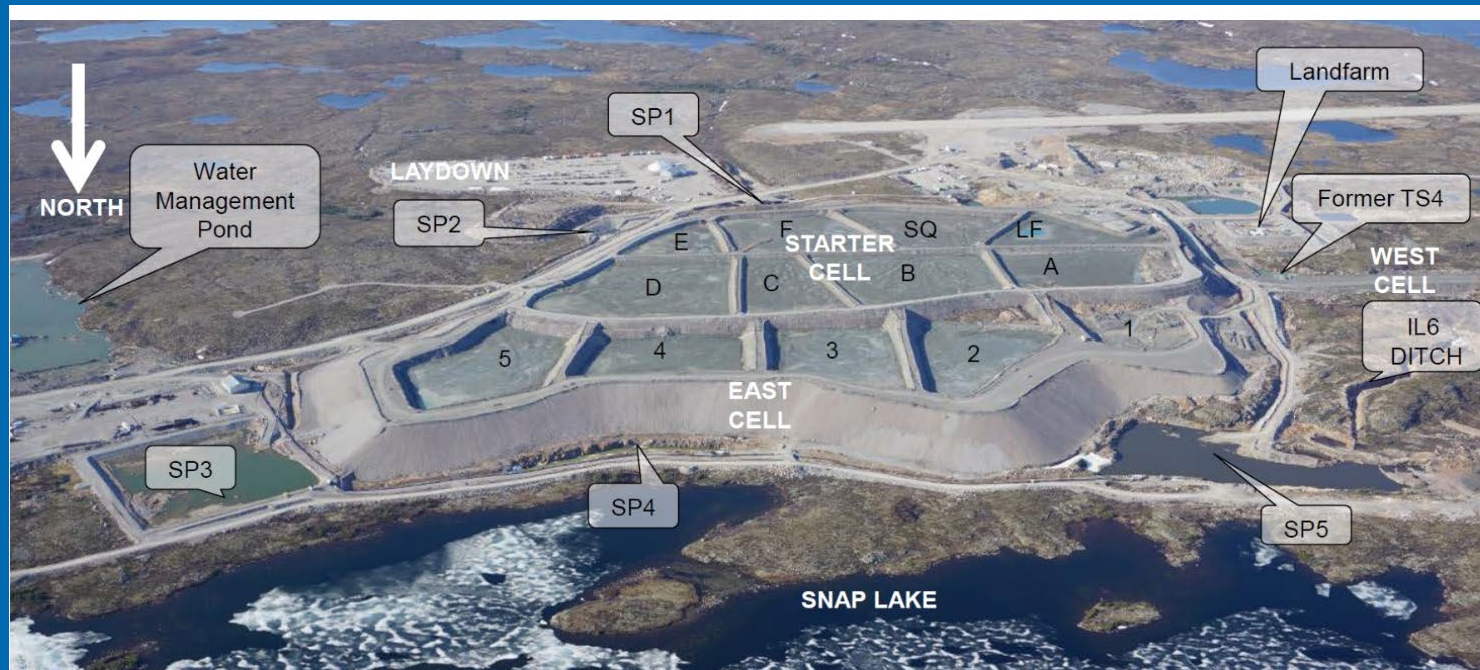 Landfarm
SP1
LAYDOWN
Water
Management
Pond
NORTH
Former TS4
SP2
WEST
CELL
E
F
SQ
LF
STARTER
CELL
D
C
B
A
IL6
DITCH
5
4
3
2
1
EAST
CELL
SP3
SP4
SP5
SNAP LAKE